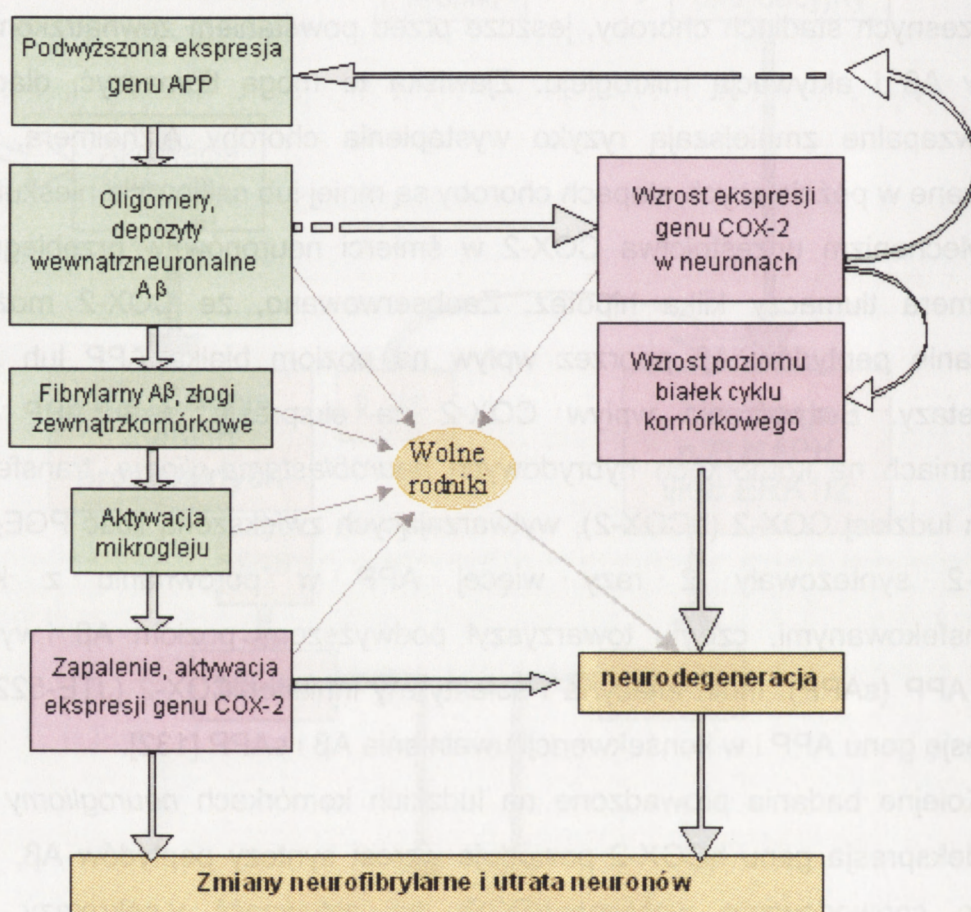 Podwyższona ekspresja
genu APP
Oligomery,
depozyty
wewnątrzneuronalne
Aβ
Fibrylarny Aβ, złogi
zewnątrzkomórkowe
Aktywacja
mikrogleju
Zapalenie, aktywacja
ekspresji genu COX-2
Wolne
rodniki
Wzrost ekspresji
genu COX-2
w neuronach
Wzrost poziomu
białek cyklu
komórkowego
neurodegeneracja
Zmiany neurofibrylarne i utrata neuronów